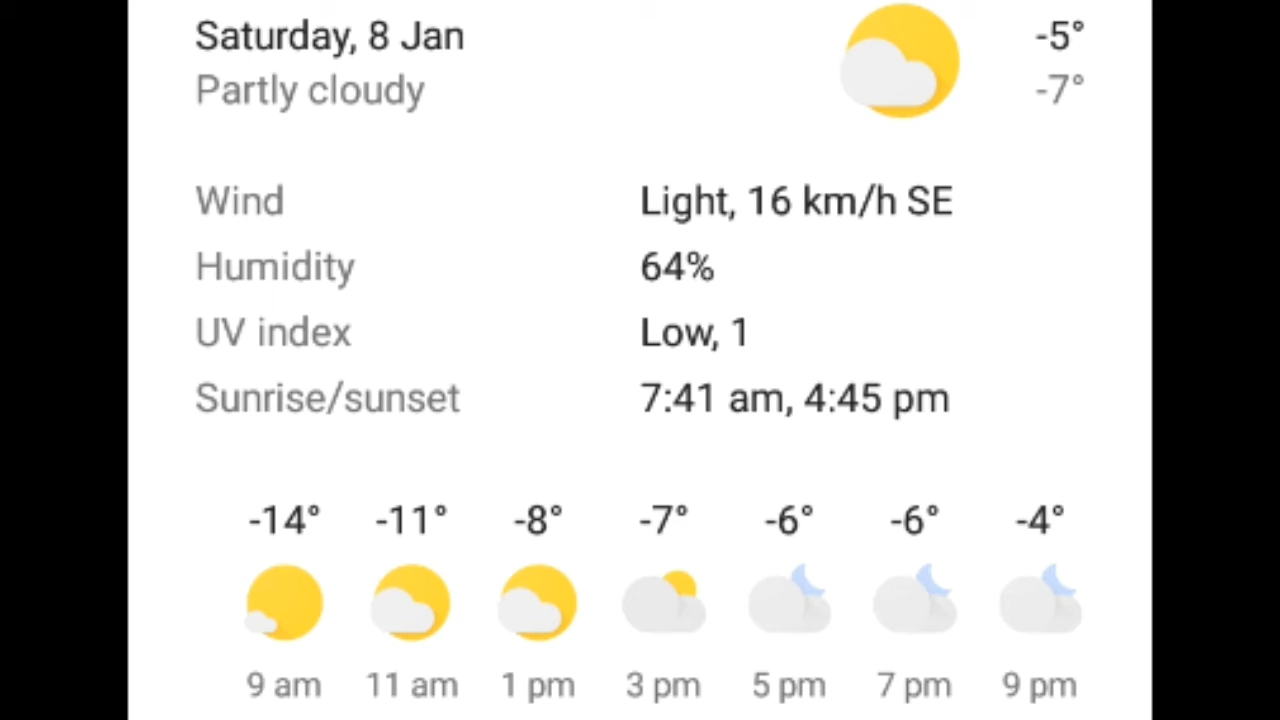 Saturday, 8 Jan -5°
Partly cloudy -7°
Wind Light, 16 km/h SE
Humidity 64%
UV index Low, 1
Sunrise/sunset 7:41 am, 4:45 pm
-14° -11° -8° -7° -6° -6° -4°
9 am 11 am 1 pm 3 pm 5 pm 7 pm 9 pm